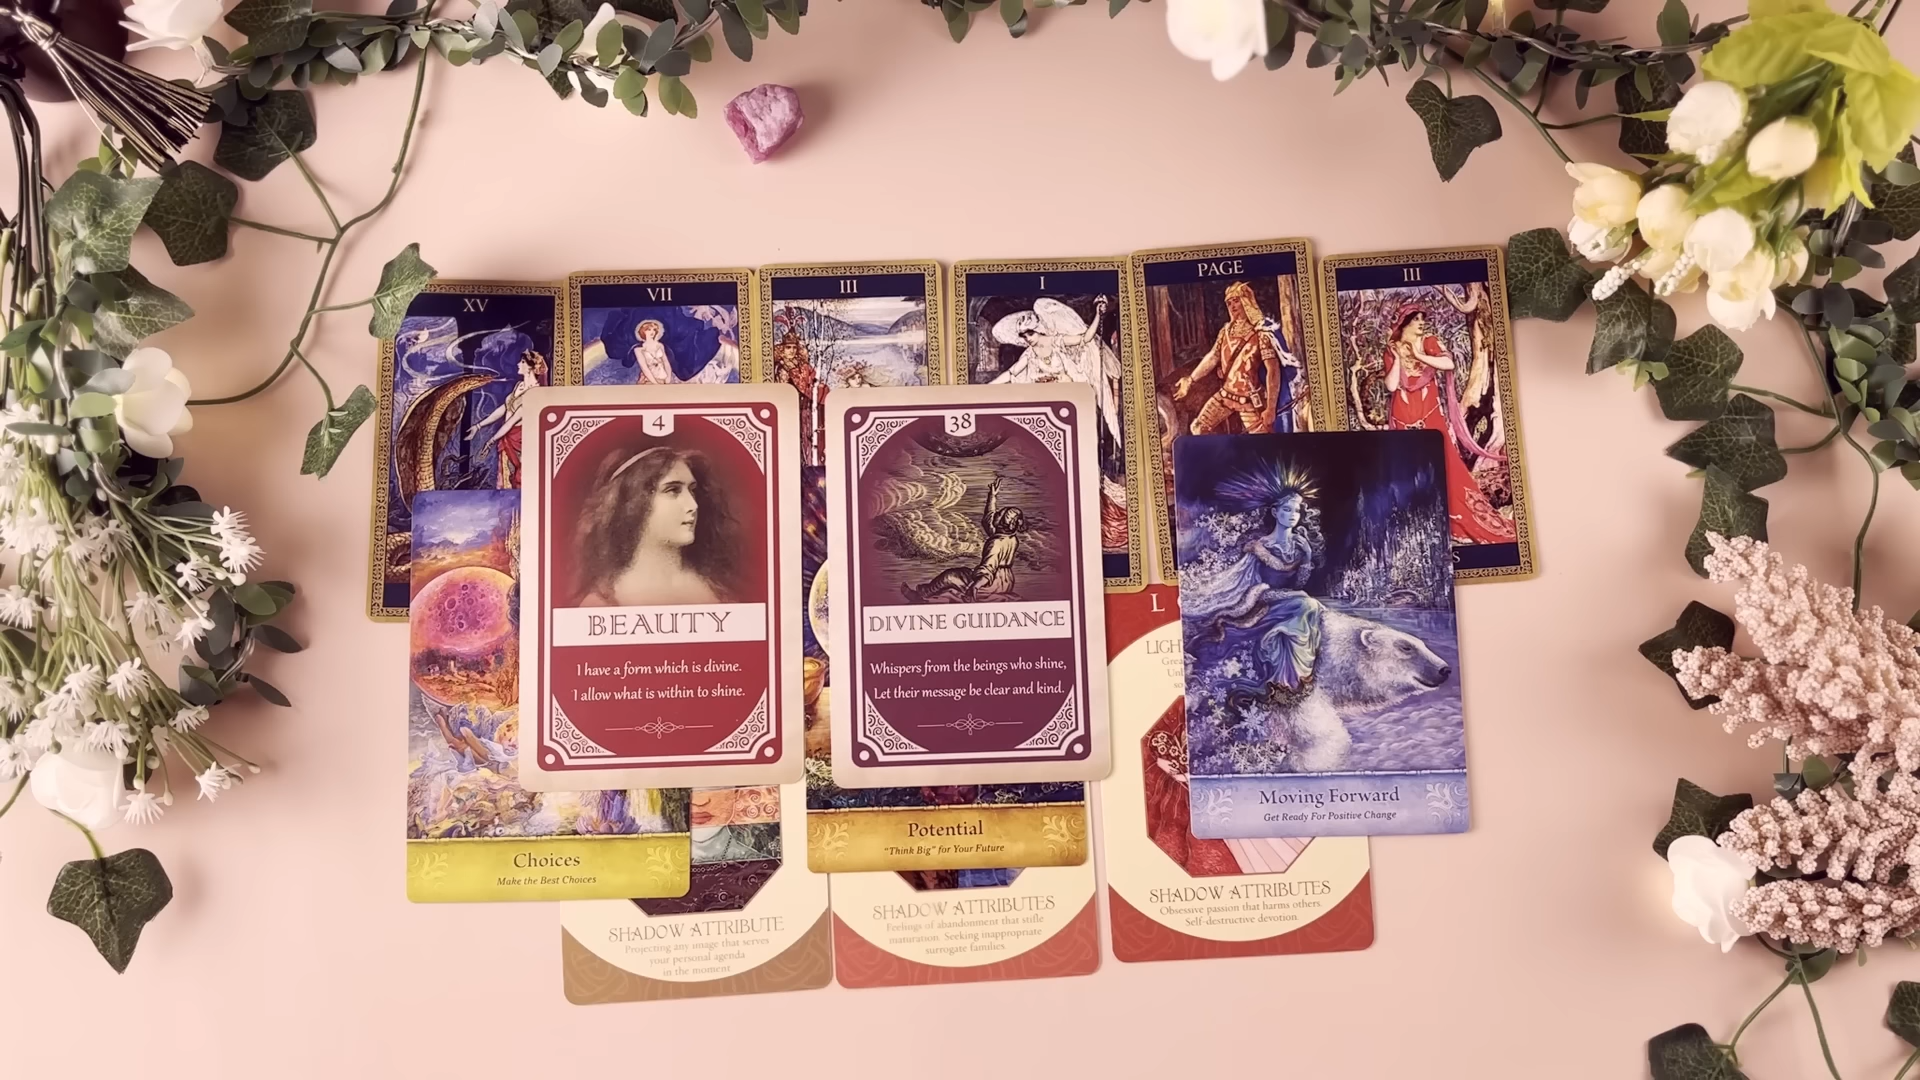 XV
VII
III
I
PAGE
III
4
BEAUTY
I have a form which is divine.
I allow what is within to shine.
38
DIVINE GUIDANCE
Whispers from the beings who shine,
Let their message be clear and kind.
Moving Forward
Get Ready For Positive Change
Choices
Make the Best Choices
Potential
"Think Big" for Your Future
SHADOW ATTRIBUTE
Projecting any image that serves
your personal agenda
in the moment.
SHADOW ATTRIBUTES
Feelings of abandonment that stifle
maturation. Seeking inappropriate
surrogate families.
L
LIGH
Grea
Unb
so
SHADOW ATTRIBUTES
Obsessive passion that harms others.
Self-destructive devotion.
S